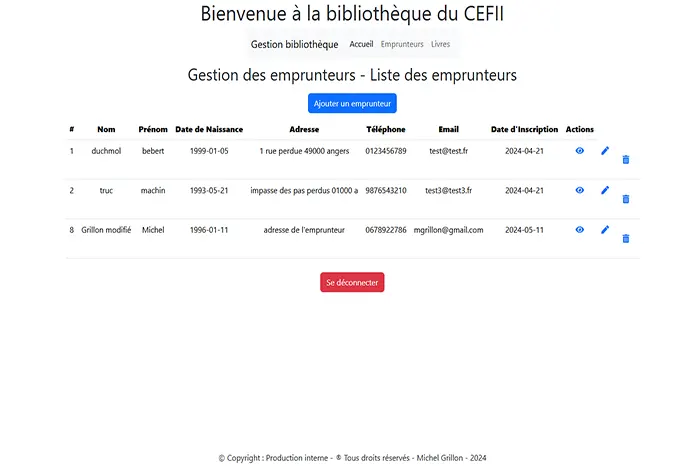 Bienvenue à la bibliothèque du CEFII
Gestion bibliothèque Accueil Emprunteurs Livres
Gestion des emprunteurs - Liste des emprunteurs
Ajouter un emprunteur
# Nom Prénom Date de Naissance Adresse Téléphone Email Date d'Inscription Actions
1 duchmol bebert 1999-01-05 1 rue perdue 49000 angers 0123456789 test@test.fr 2024-04-21
2 truc machin 1993-05-21 impasse des pas perdus 01000 a 9876543210 test3@test3.fr 2024-04-21
8 Grillon modifié Michel 1996-01-11 adresse de l'emprunteur 0678922786 mgrillon@gmail.com 2024-05-11
Se déconnecter
© Copyright : Production interne - ® Tous droits réservés - Michel Grillon - 2024